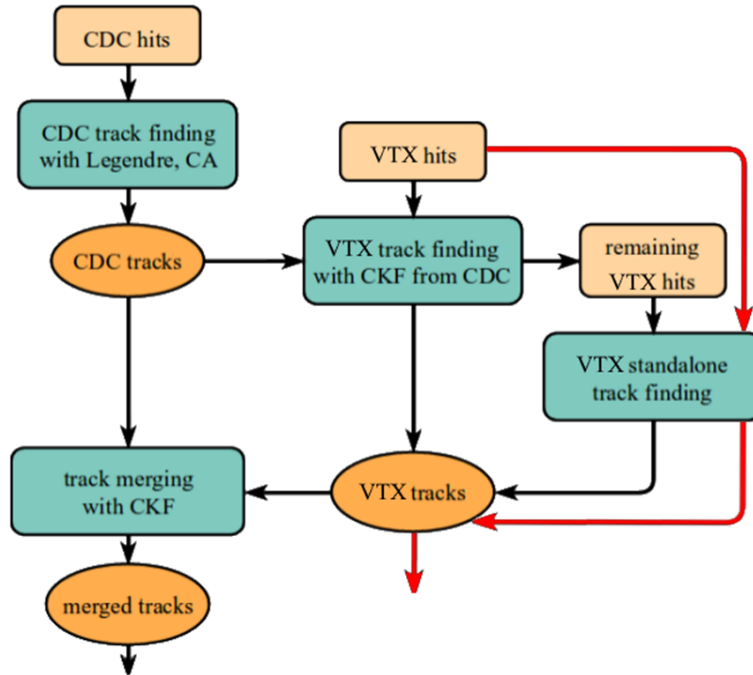 CDC hits
CDC track finding
with Legendre, CA
VTX hits
CDC tracks
VTX track finding
with CKF from CDC
remaining
VTX hits
VTX standalone
track finding
track merging
with CKF
VTX tracks
merged tracks